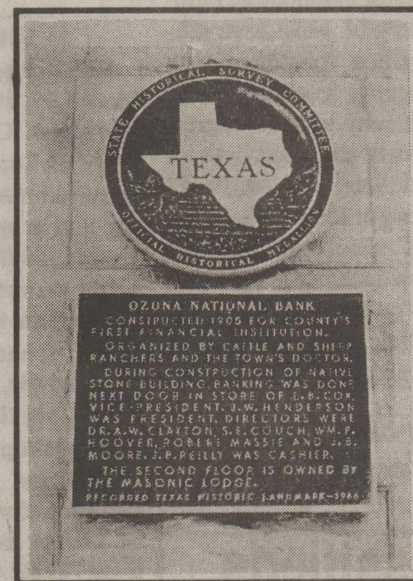 STATE HISTORICAL SURVEY COMMITTEE
TEXAS
OFFICIAL HISTORICAL MEDALLION
OZONA NATIONAL BANK
CONSTRUCTED 1905 FOR COUNTY'S
FIRST FINANCIAL INSTITUTION.
ORGANIZED BY CATTLE AND SHEEP
RANCHERS AND THE TOWN'S DOCTOR.
DURING CONSTRUCTION OF NATIVE
STONE BUILDING, BANKING WAS DONE
NEXT DOOR IN STORE OF L.B. COX,
VICE-PRESIDENT. J.W. HENDERSON
WAS PRESIDENT. DIRECTORS WERE
DR. A.W. CLAYTON, S.E. COUCH, WM. P.
HOOVER, ROBERT MASSIE AND J.B.
MOORE. J.P. REILLY WAS CASHIER.
THE SECOND FLOOR IS OWNED BY
THE MASONIC LODGE.
RECORDED TEXAS HISTORIC LANDMARK—1966